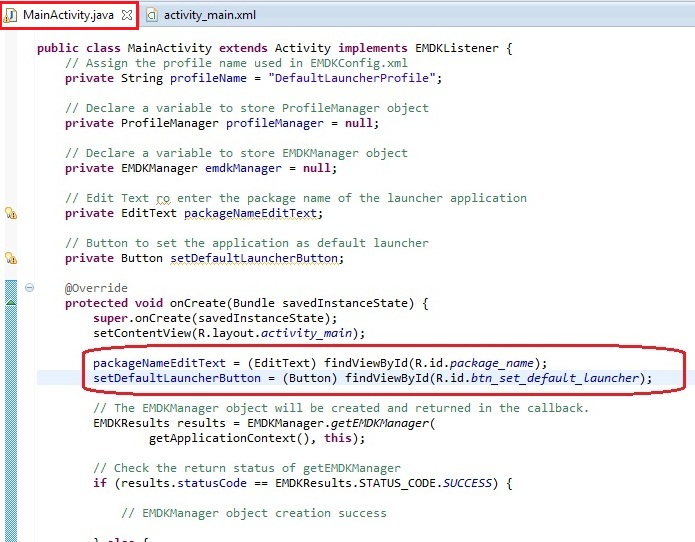 MainActivity.java activity_main.xml
public class MainActivity extends Activity implements EMDKListener {
// Assign the profile name used in EMDKConfig.xml
private String profileName = "DefaultLauncherProfile";
// Declare a variable to store ProfileManager object
private ProfileManager profileManager = null;
// Declare a variable to store EMDKManager object
private EMDKManager emdkManager = null;
// Edit Text ro enter the package name of the launcher application
private EditText packageNameEditText;
// Button to set the application as default launcher
private Button setDefaultLauncherButton;
@Override
protected void onCreate(Bundle savedInstanceState) {
super.onCreate(savedInstanceState);
setContentView(R.layout.activity_main);
packageNameEditText = (EditText) findViewById(R.id.package_name);
setDefaultLauncherButton = (Button) findViewById(R.id.btn_set_default_launcher);
// The EMDKManager object will be created and returned in the callback.
EMDKResults results = EMDKManager.getEMDKManager(
getApplicationContext(), this);
// Check the return status of getEMDKManager
if (results.statusCode == EMDKResults.STATUS_CODE.SUCCESS) {
// EMDKManager object creation success
} else {